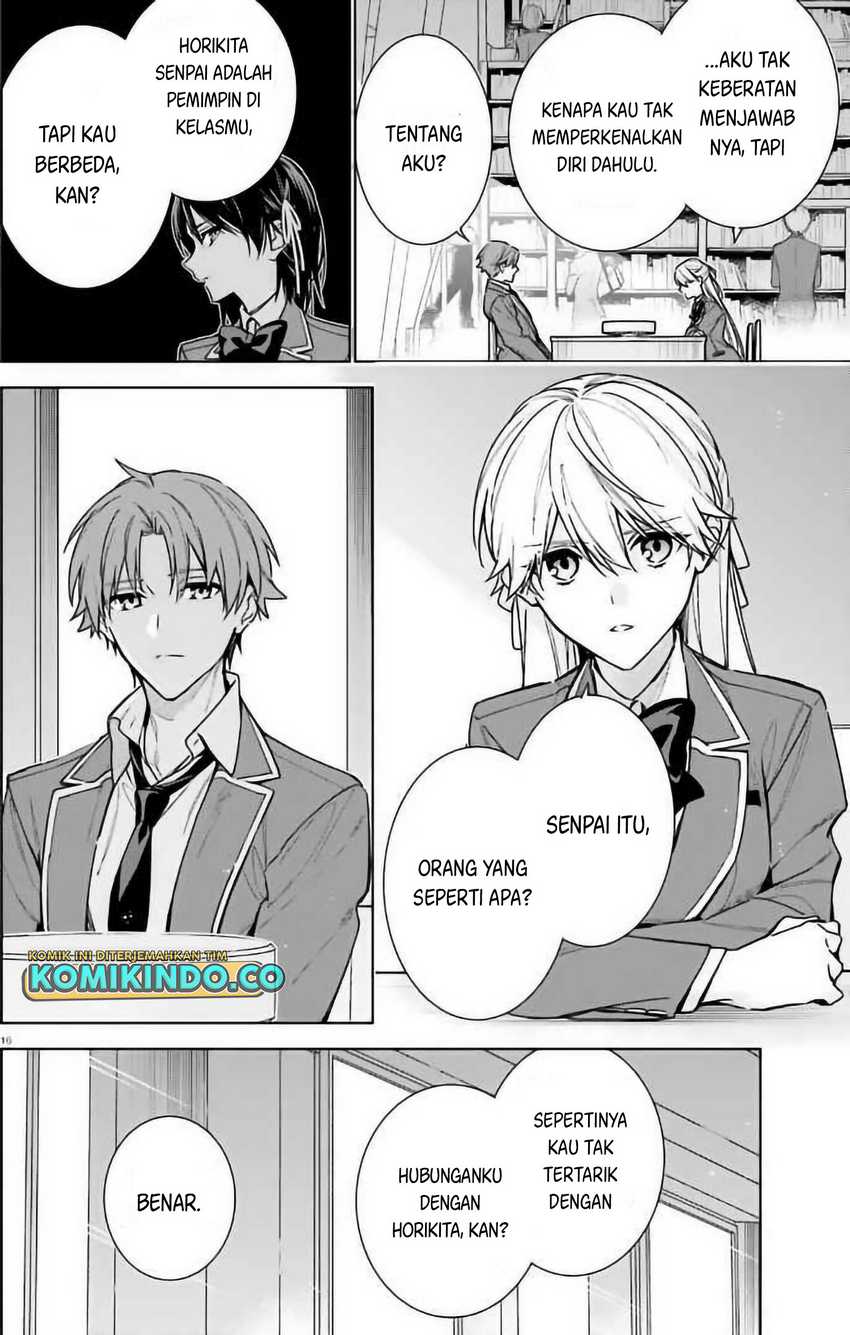 ...AKU TAK
KEBERATAN
MENJAWAB
NYA, TAPI
KENAPA KAU TAK
MEMPERKENALKAN
DIRI DAHULU.
TENTANG
AKU?
HORIKITA
SENPAI ADALAH
PEMIMPIN DI
KELASMU,
TAPI KAU
BERBEDA,
KAN?
SENPAI ITU,
ORANG YANG
SEPERTI APA?
KOMIK INI DITERJEMAHKAN TIM
KOMIKINDO.CO
16
SEPERTINYA
KAU TAK
TERTARIK
DENGAN
HUBUNGANKU
DENGAN
HORIKITA, KAN?
BENAR.